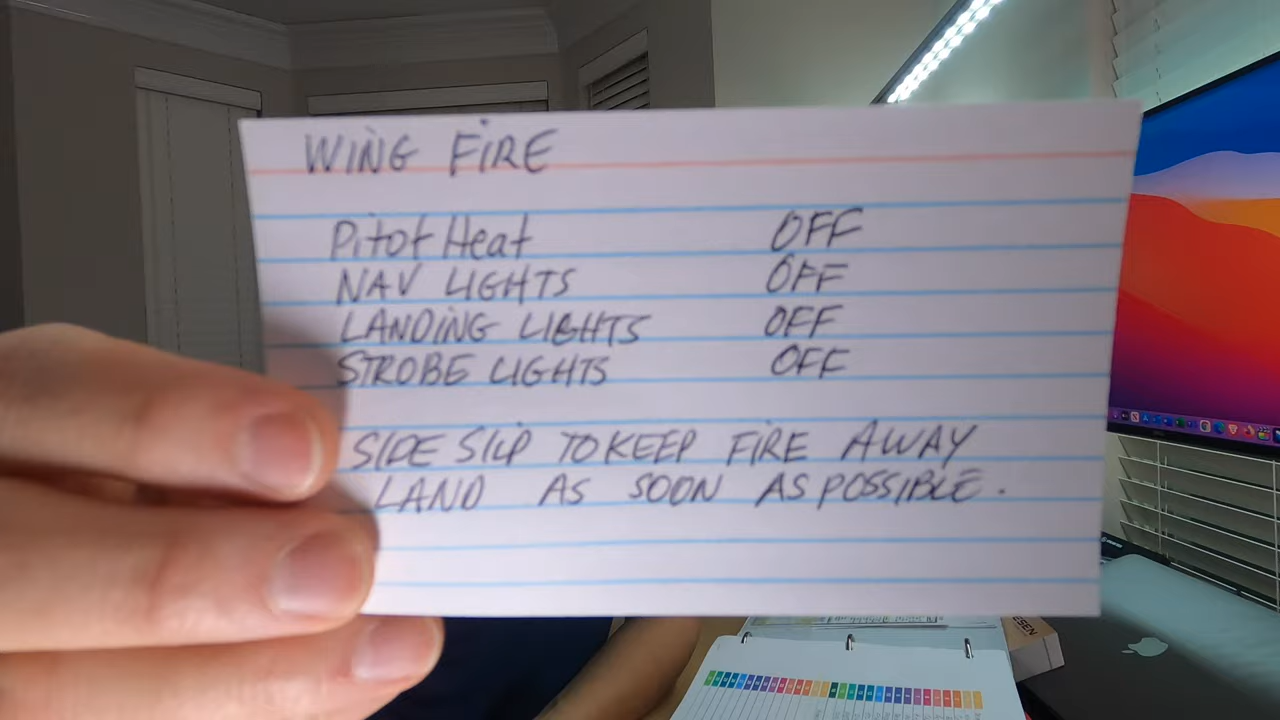 WING FIRE
Pitot Heat OFF
NAV LIGHTS OFF
LANDING LIGHTS OFF
STROBE LIGHTS OFF
SIDE SLIP TO KEEP FIRE AWAY
LAND AS SOON AS POSSIBLE.
ESEN